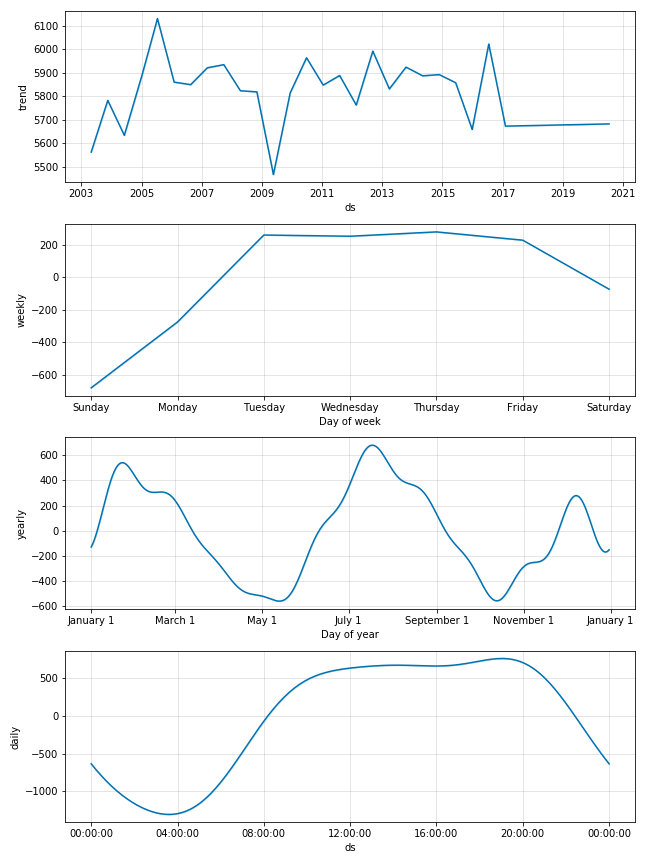 trend
6100
6000
5900
5800
5700
5600
5500
2003 2005 2007 2009 2011 2013 2015 2017 2019 2021
ds
weekly
200
0
−200
−400
−600
Sunday Monday Tuesday Wednesday Thursday Friday Saturday
Day of week
yearly
600
400
200
0
−200
−400
−600
January 1 March 1 May 1 July 1 September 1 November 1 January 1
Day of year
daily
500
0
−500
−1000
00:00:00 04:00:00 08:00:00 12:00:00 16:00:00 20:00:00 00:00:00
ds